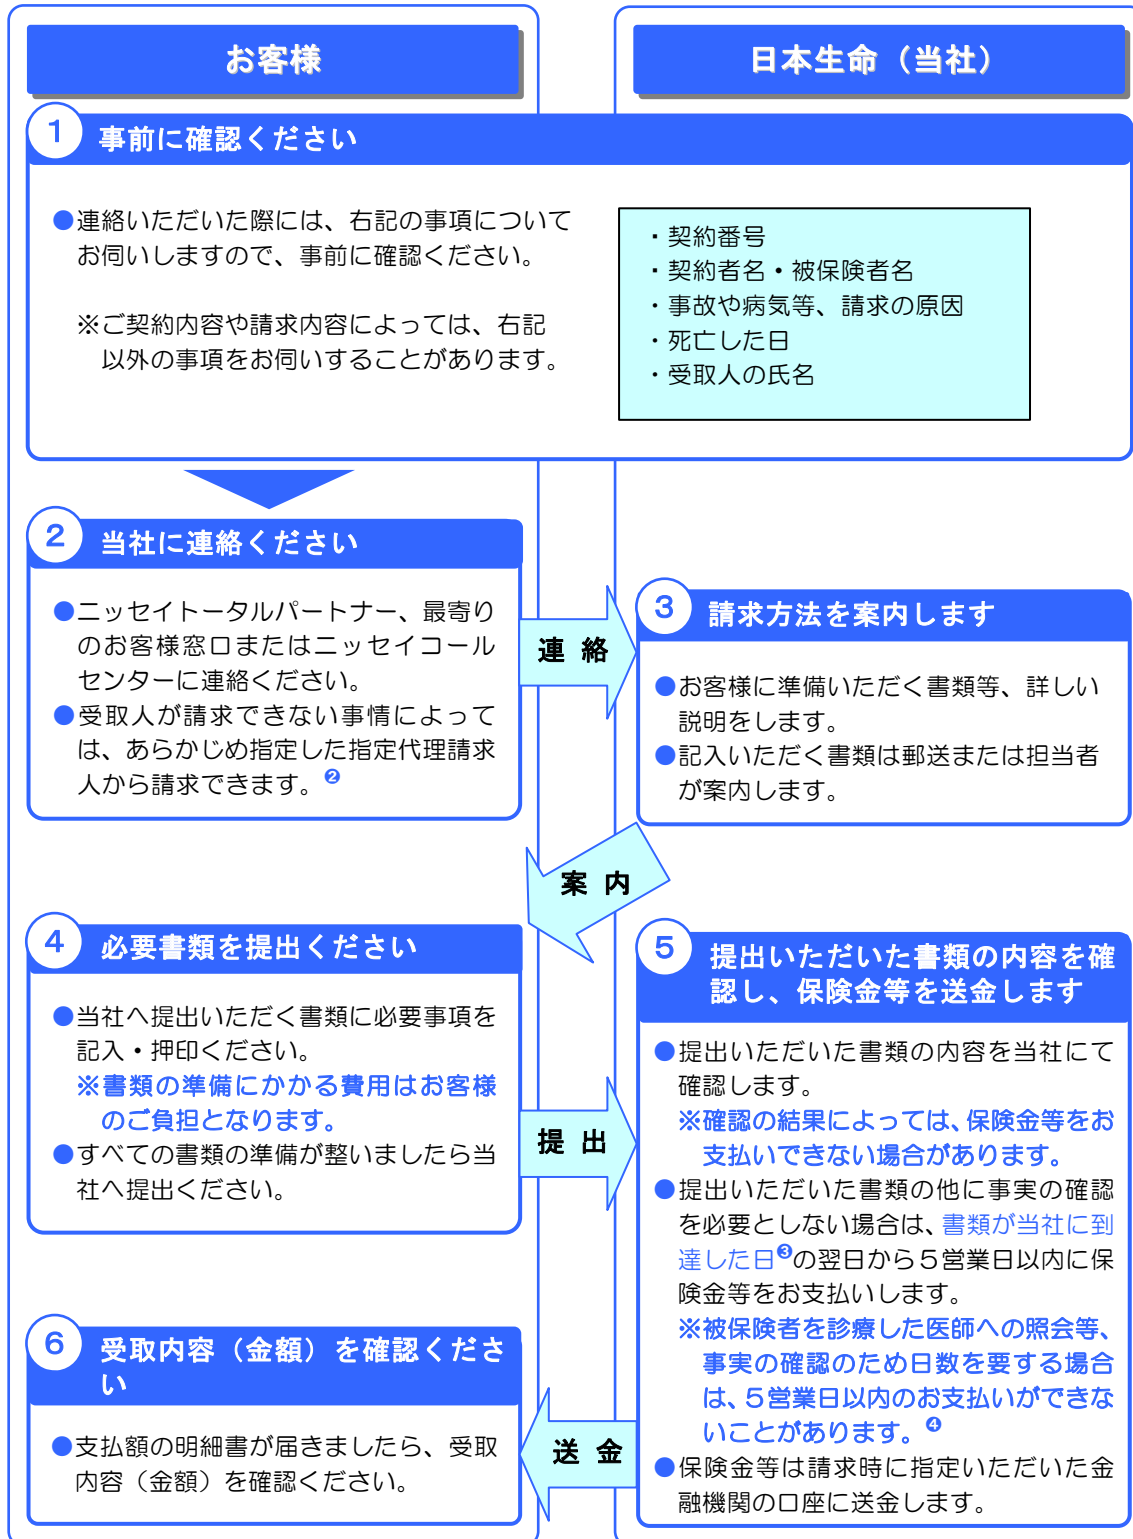 お客様
日本生命（当社）
1 事前に確認ください
●連絡いただいた際には、右記の事項について
お伺いしますので、事前に確認ください。
※ご契約内容や請求内容によっては、右記
以外の事項をお伺いすることがあります。
・契約番号
・契約者名・被保険者名
・事故や病気等、請求の原因
・死亡した日
・受取人の氏名
2 当社に連絡ください
●ニッセイトータルパートナー、最寄り
のお客様窓口またはニッセイコール
センターに連絡ください。
●受取人が請求できない事情によって
は、あらかじめ指定した指定代理請求
人から請求できます。❷
連 絡
3 請求方法を案内します
●お客様に準備いただく書類等、詳しい
説明をします。
●記入いただく書類は郵送または担当者
が案内します。
案 内
4 必要書類を提出ください
●当社へ提出いただく書類に必要事項を
記入・押印ください。
※書類の準備にかかる費用はお客様
のご負担となります。
●すべての書類の準備が整いましたら当
社へ提出ください。
提 出
5 提出いただいた書類の内容を確
認し、保険金等を送金します
●提出いただいた書類の内容を当社にて
確認します。
※確認の結果によっては、保険金等をお
支払いできない場合があります。
●提出いただいた書類の他に事実の確認
を必要としない場合は、書類が当社に到
達した日❸の翌日から５営業日以内に保
険金等をお支払いします。
※被保険者を診療した医師への照会等、
事実の確認のため日数を要する場合
は、５営業日以内のお支払いができな
いことがあります。❹
●保険金等は請求時に指定いただいた金
融機関の口座に送金します。
送 金
6 受取内容（金額）を確認くださ
い
●支払額の明細書が届きましたら、受取
内容（金額）を確認ください。